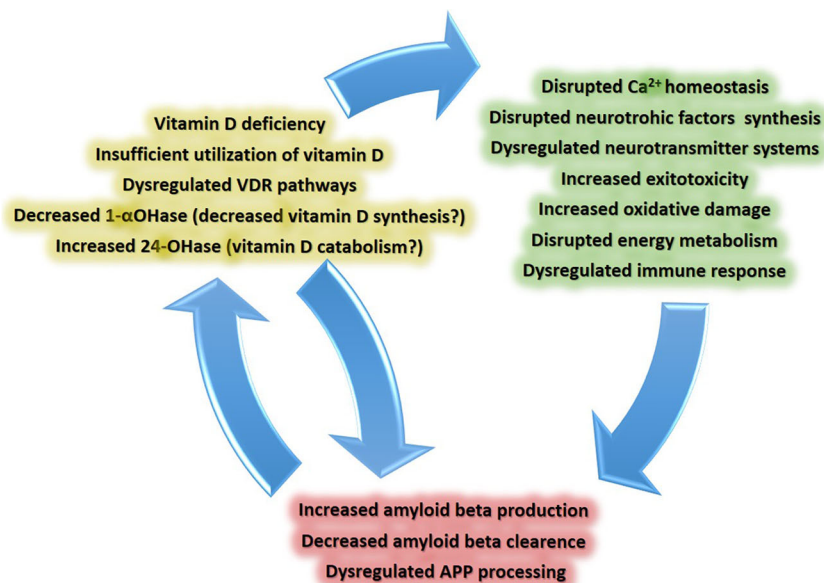 Vitamin D deficiency
Insufficient utilization of vitamin D
Dysregulated VDR pathways
Decreased 1-αOHase (decreased vitamin D synthesis?)
Increased 24-OHase (vitamin D catabolism?)
Disrupted Ca²⁺ homeostasis
Disrupted neurotrohic factors synthesis
Dysregulated neurotransmitter systems
Increased exitotoxicity
Increased oxidative damage
Disrupted energy metabolism
Dysregulated immune response
Increased amyloid beta production
Decreased amyloid beta clearence
Dysregulated APP processing